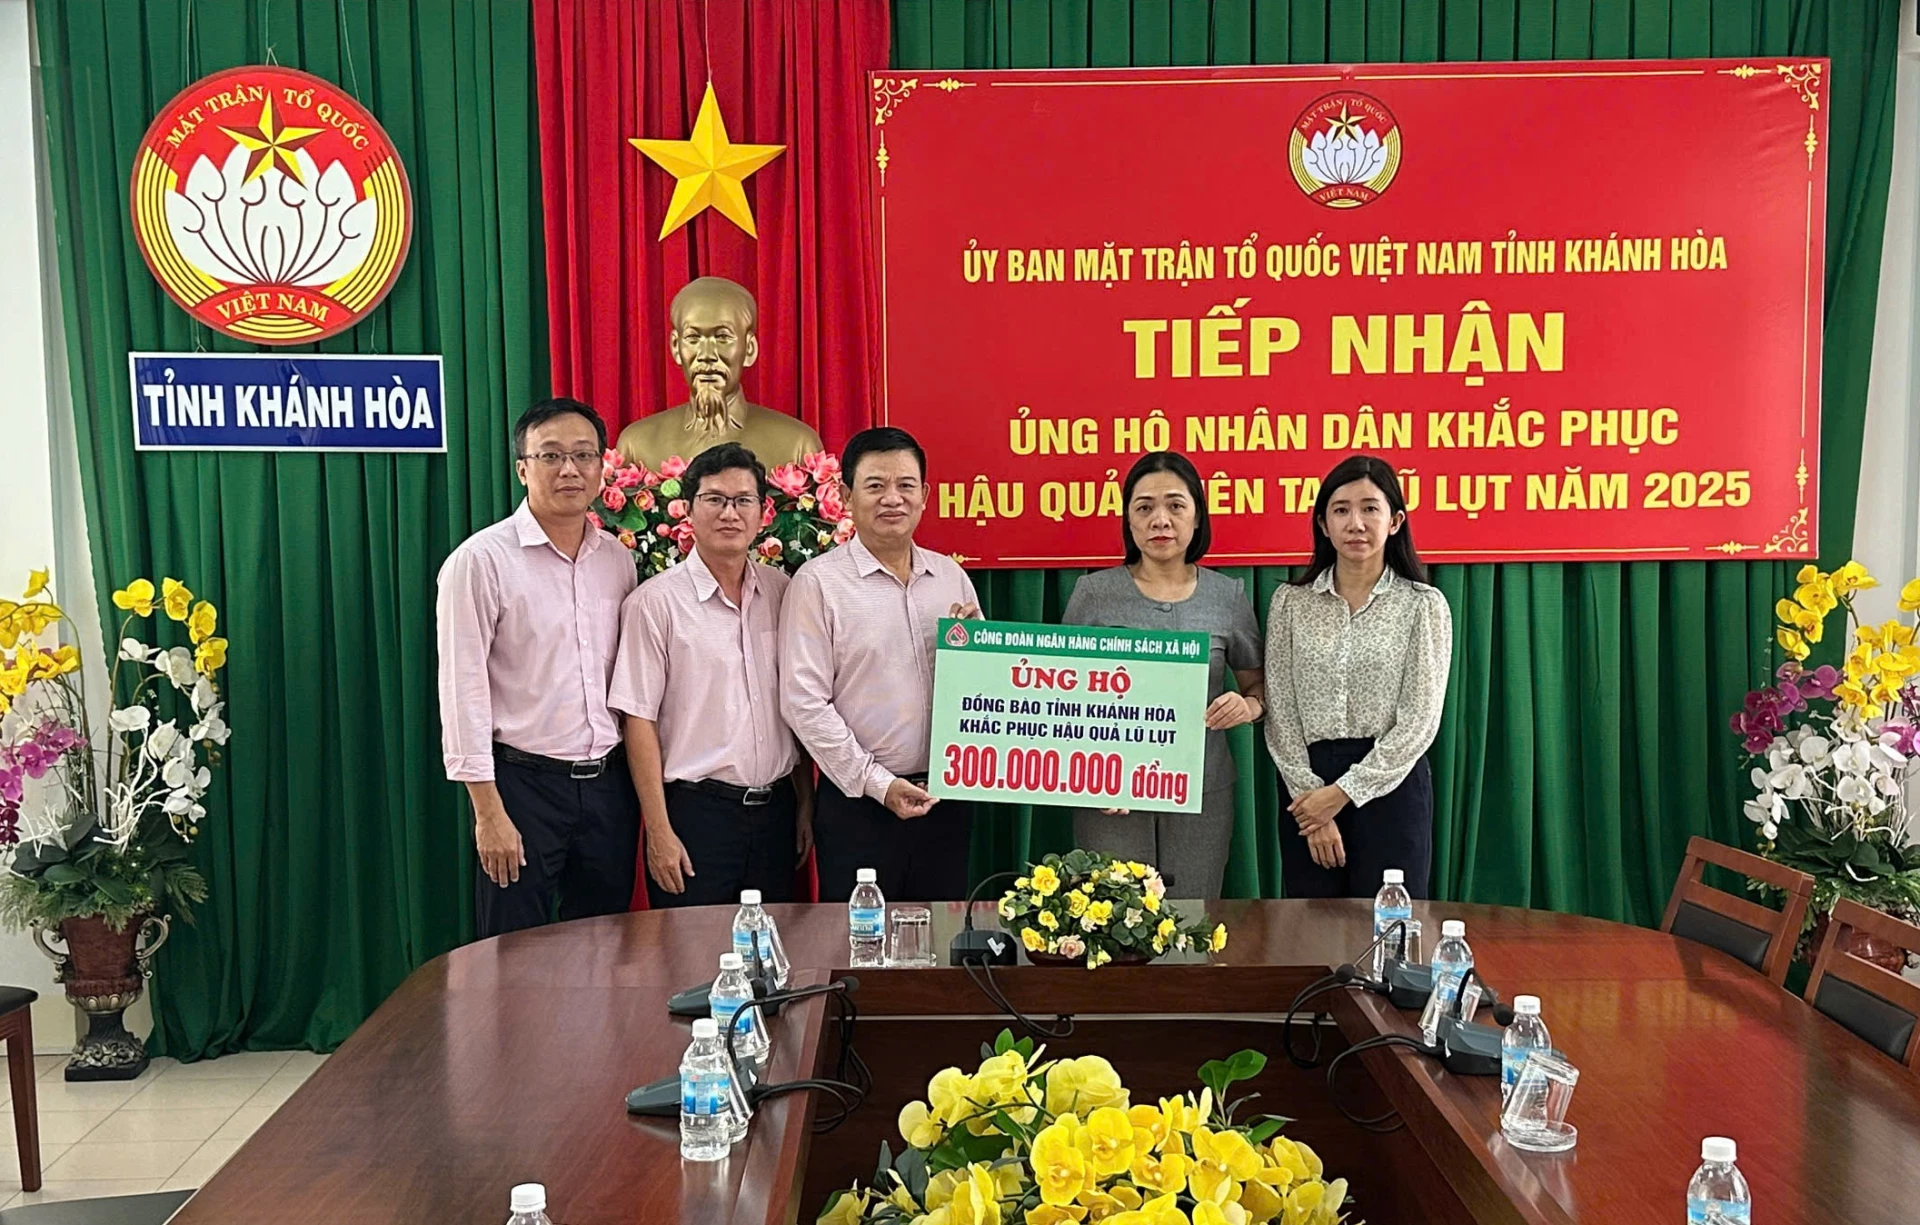 MẶT TRẬN TỔ QUỐC
VIỆT NAM
TỈNH KHÁNH HÒA
MẶT TRẬN TỔ QUỐC
VIỆT NAM
ỦY BAN MẶT TRẬN TỔ QUỐC VIỆT NAM TỈNH KHÁNH HÒA
TIẾP NHẬN
ỦNG HỘ NHÂN DÂN KHẮC PHỤC
HẬU QUẢ LỤT NĂM 2025
CÔNG ĐOÀN NGÂN HÀNG CHÍNH SÁCH XÃ HỘI
ỦNG HỘ
ĐỒNG BÀO TỈNH KHÁNH HÒA
KHẮC PHỤC HẬU QUẢ LŨ LỤT
300.000.000 đồng